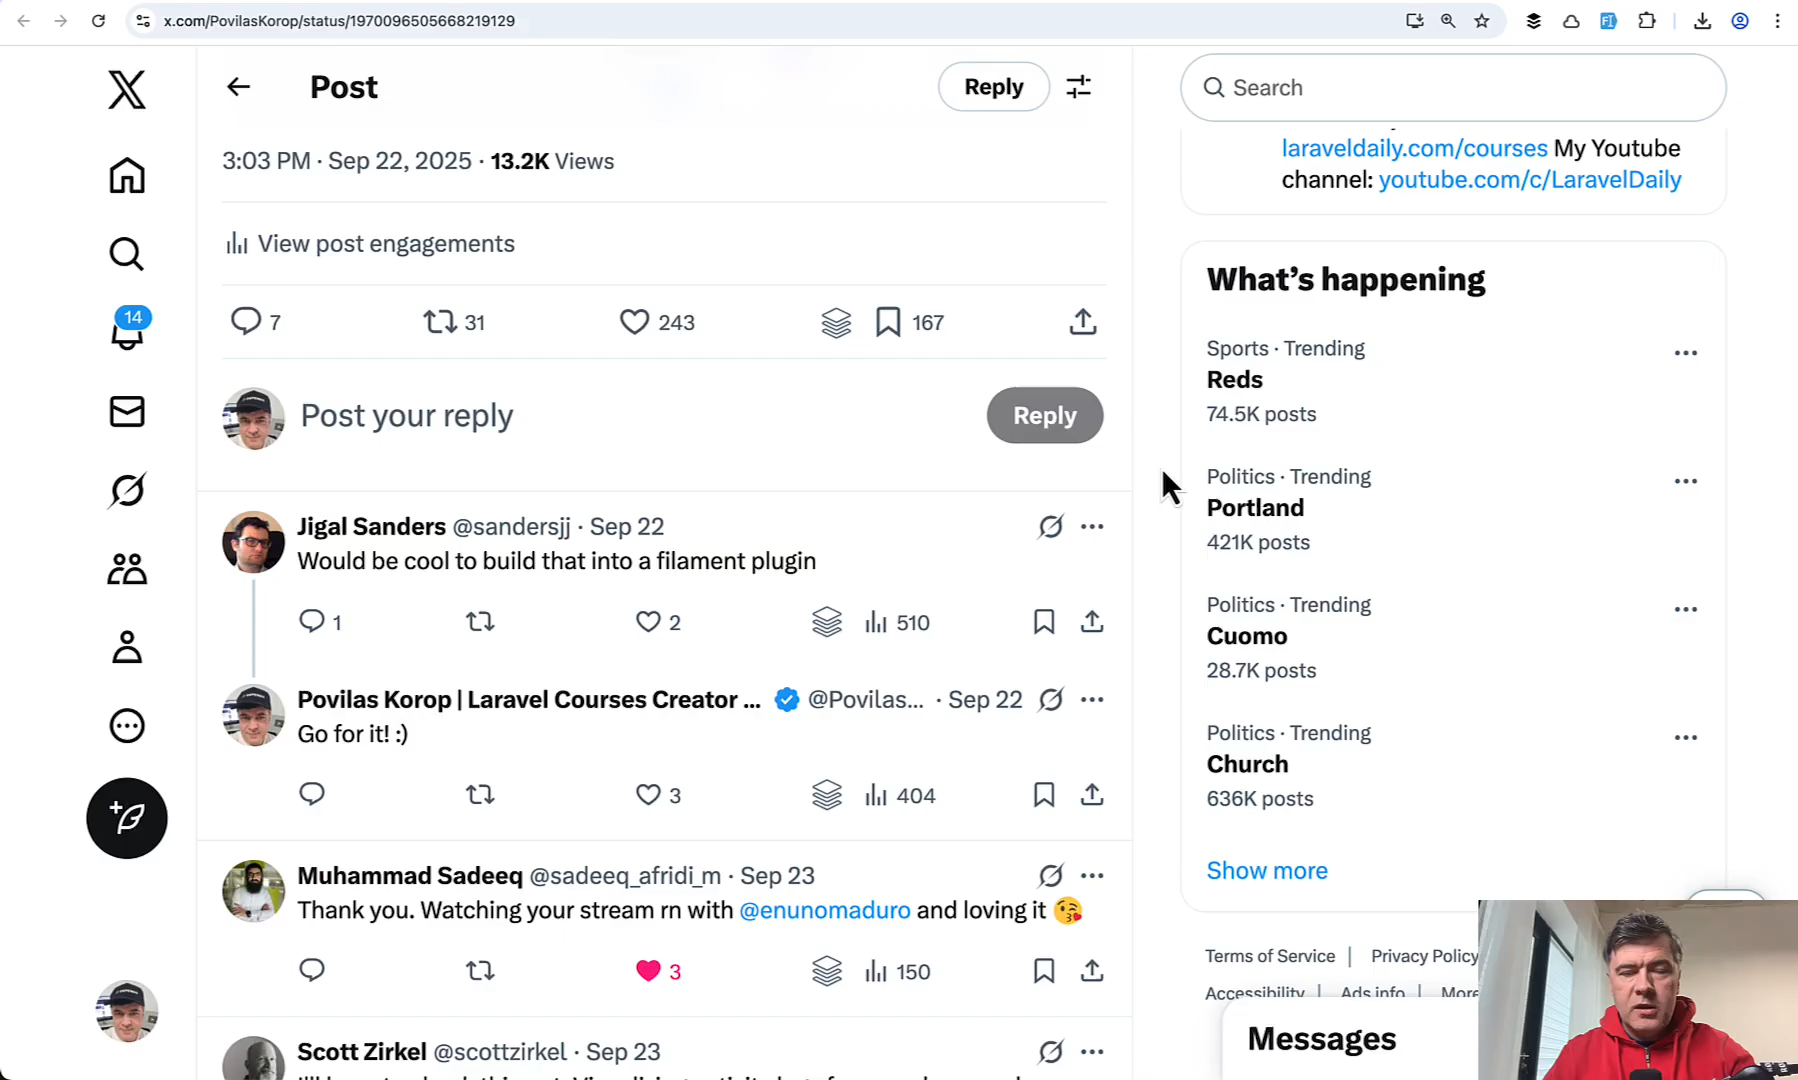 x.com/PovilasKorop/status/1970096505668219129
Post
Reply
Search
3:03 PM · Sep 22, 2025 · 13.2K Views
laraveldaily.com/courses My Youtube
channel: youtube.com/c/LaravelDaily
View post engagements
7 31 243 167
14
Post your reply
Reply
What's happening
Sports · Trending
Reds
74.5K posts
Politics · Trending
Portland
421K posts
Politics · Trending
Cuomo
28.7K posts
Politics · Trending
Church
636K posts
Show more
Jigal Sanders @sandersjj · Sep 22
Would be cool to build that into a filament plugin
1 2 510
Povilas Korop | Laravel Courses Creator ... @Povilas... · Sep 22
Go for it! :)
3 404
Muhammad Sadeeq @sadeeq_afridi_m · Sep 23
Thank you. Watching your stream rn with @enunomaduro and loving it 😘
3 150
Scott Zirkel @scottzirkel · Sep 23
Terms of Service | Privacy Policy
Accessibility | Ads info | More
Messages